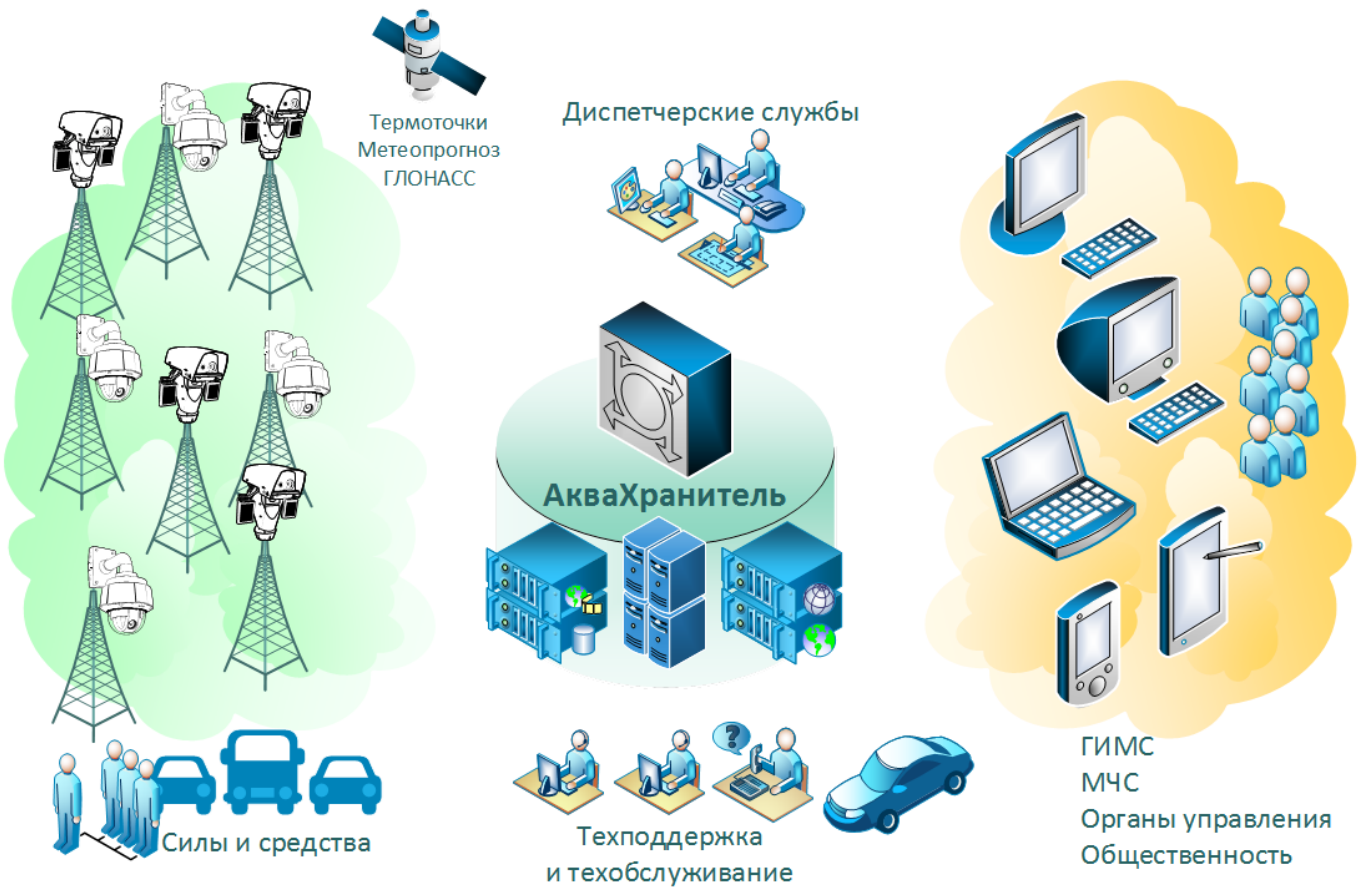 Термоточки
Метеопрогноз
ГЛОНАСС
Диспетчерские службы
АкваХранитель
Силы и средства
Техподдержка
и техобслуживание
ГИМС
МЧС
Органы управления
Общественность